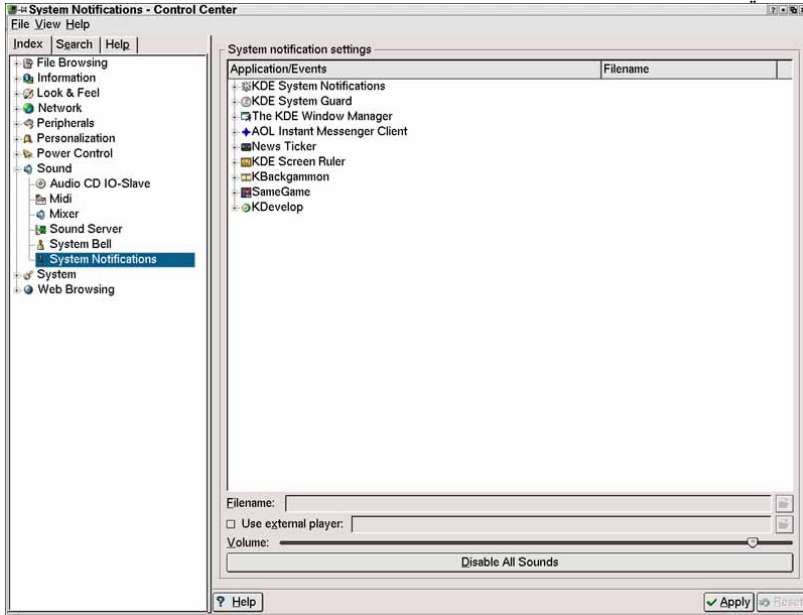 System Notifications - Control Center
File View Help
Index Search Help
File Browsing
Information
Look & Feel
Network
Peripherals
Personalization
Power Control
Sound
Audio CD IO-Slave
Midi
Mixer
Sound Server
System Bell
System Notifications
System
Web Browsing
System notification settings
Application/Events Filename
KDE System Notifications
KDE System Guard
The KDE Window Manager
AOL Instant Messenger Client
News Ticker
KDE Screen Ruler
KBackgammon
SameGame
KDevelop
Filename:
Use external player:
Volume:
Disable All Sounds
? Help
Apply
Reset